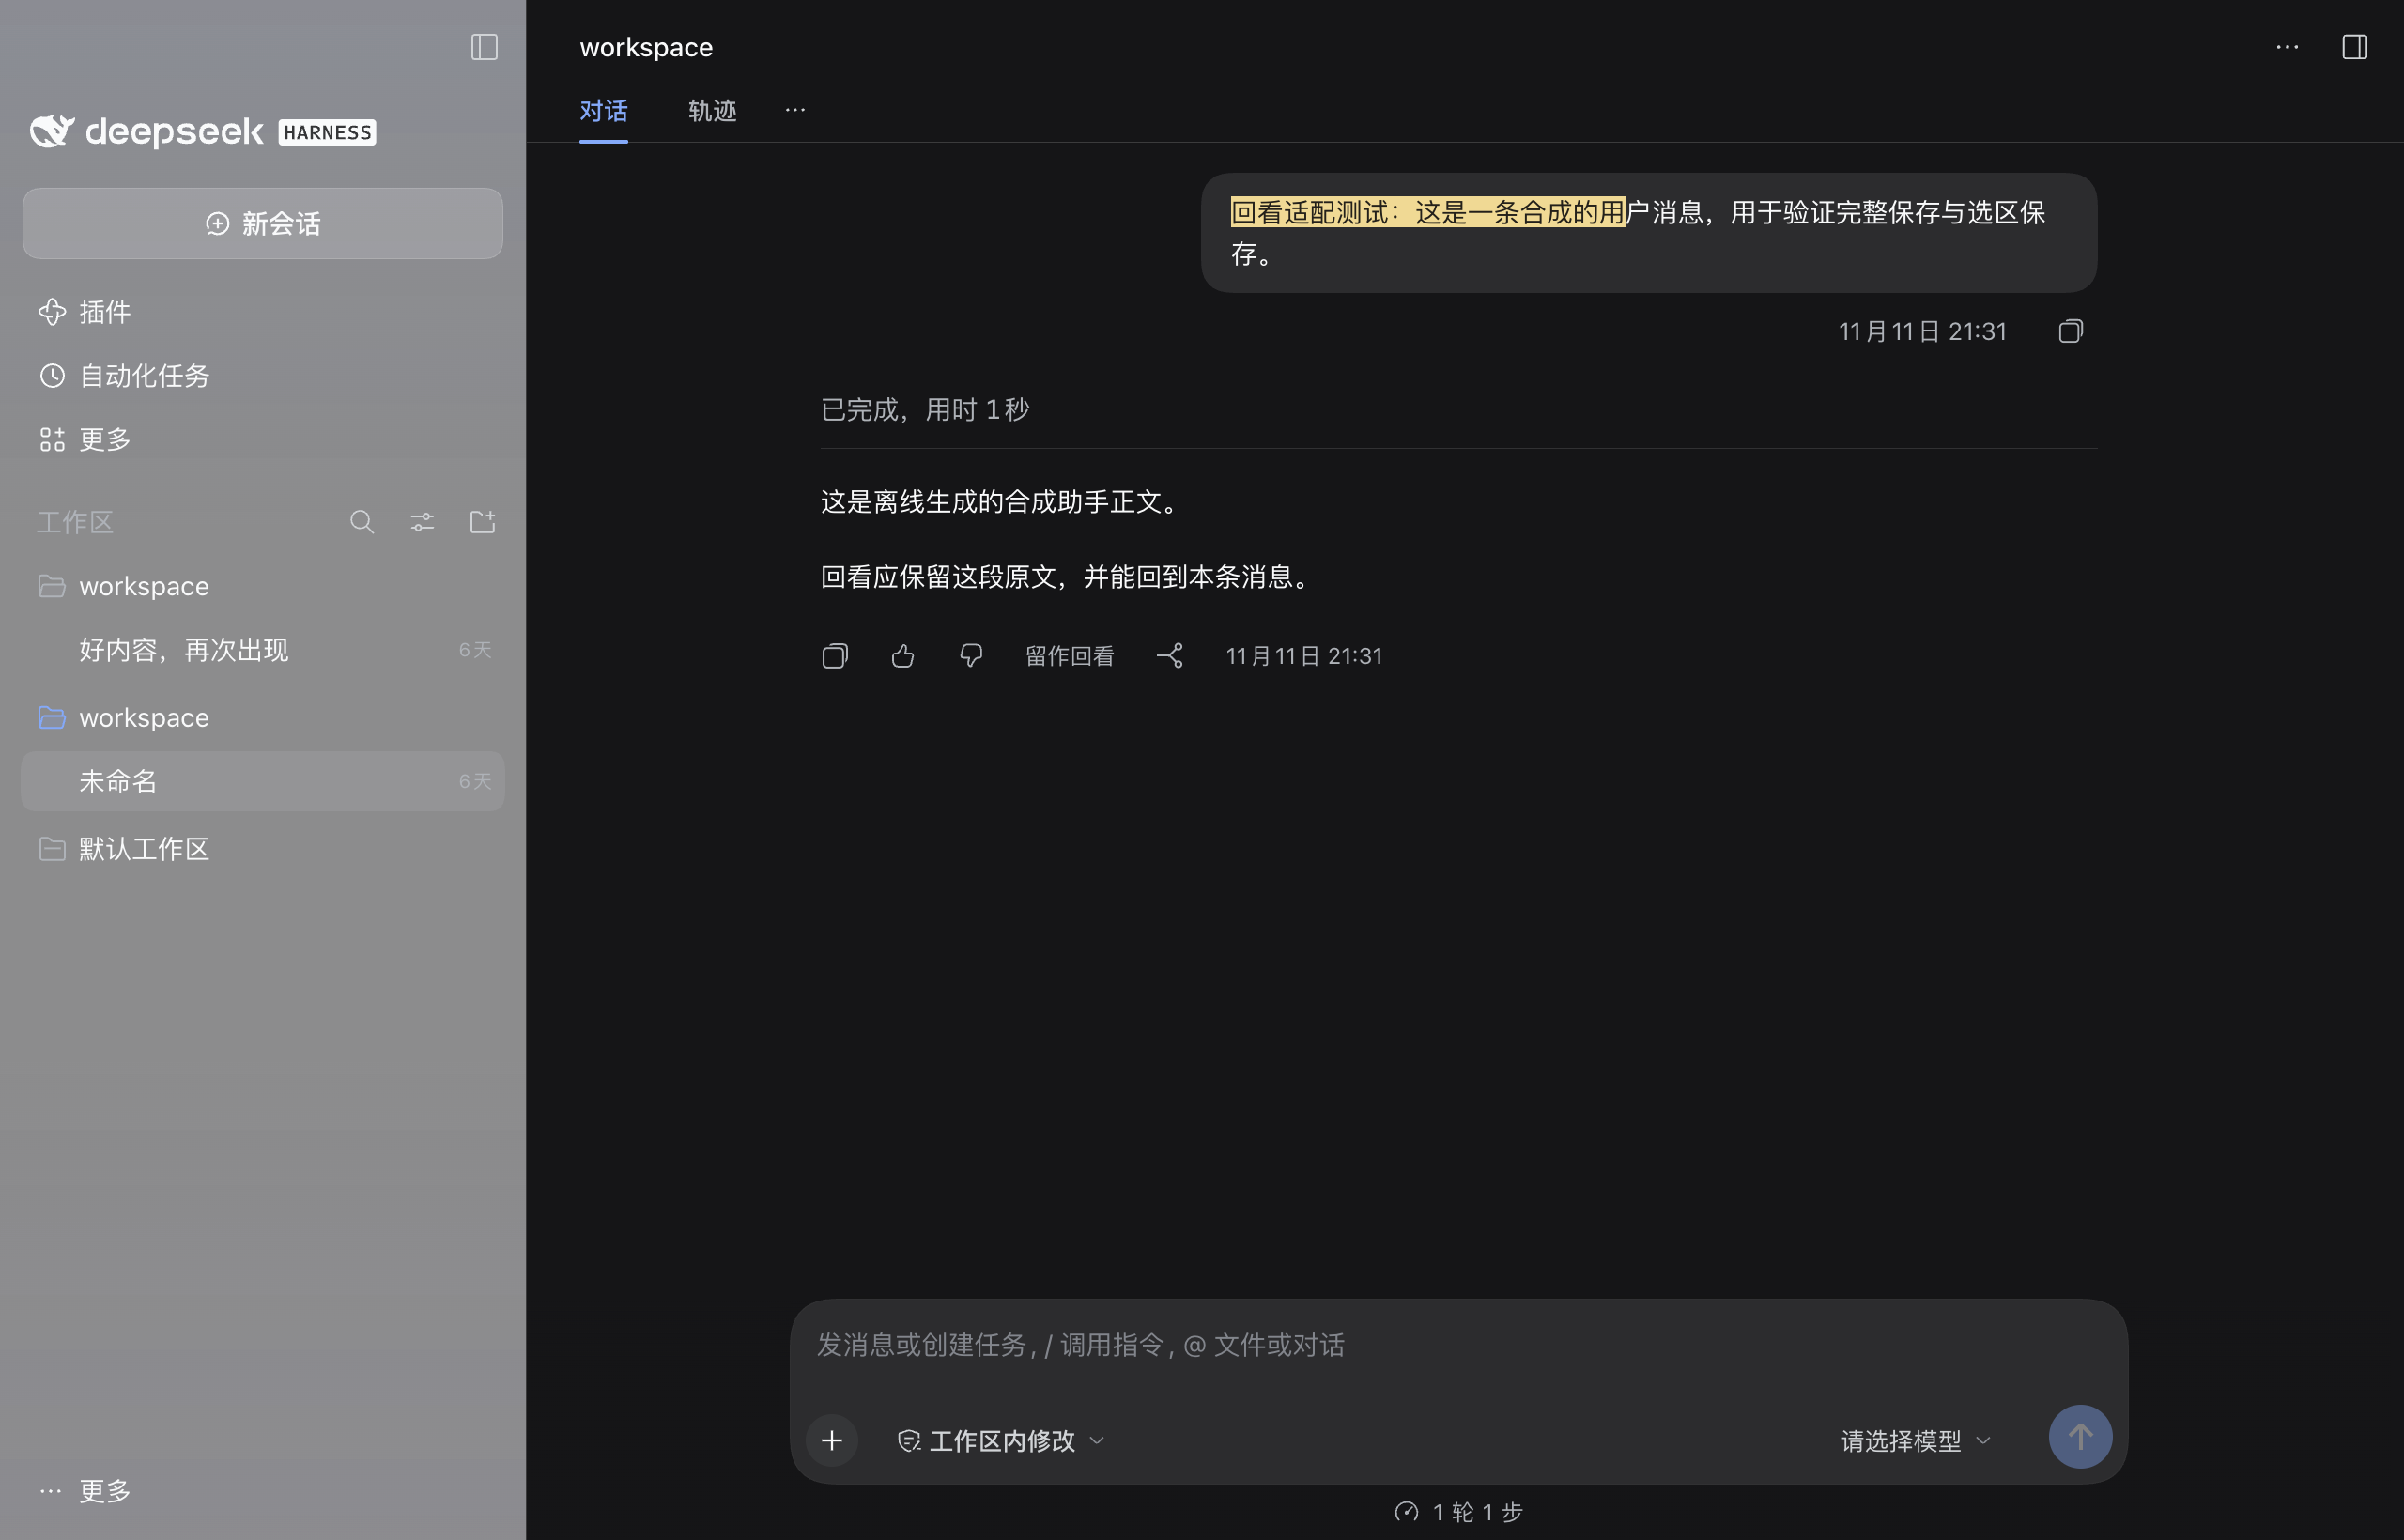 deepseek HARNESS
新会话
插件
自动化任务
更多
工作区
workspace
好内容，再次出现 6天
workspace
未命名 6天
默认工作区
更多
workspace
对话 轨迹
回看适配测试：这是一条合成的用户消息，用于验证完整保存与选区保
存。
11月11日 21:31
已完成，用时 1秒
这是离线生成的合成助手正文。
回看应保留这段原文，并能回到本条消息。
留作回看 11月11日 21:31
发消息或创建任务, / 调用指令, @ 文件或对话
工作区内修改 请选择模型
1 轮 1 步